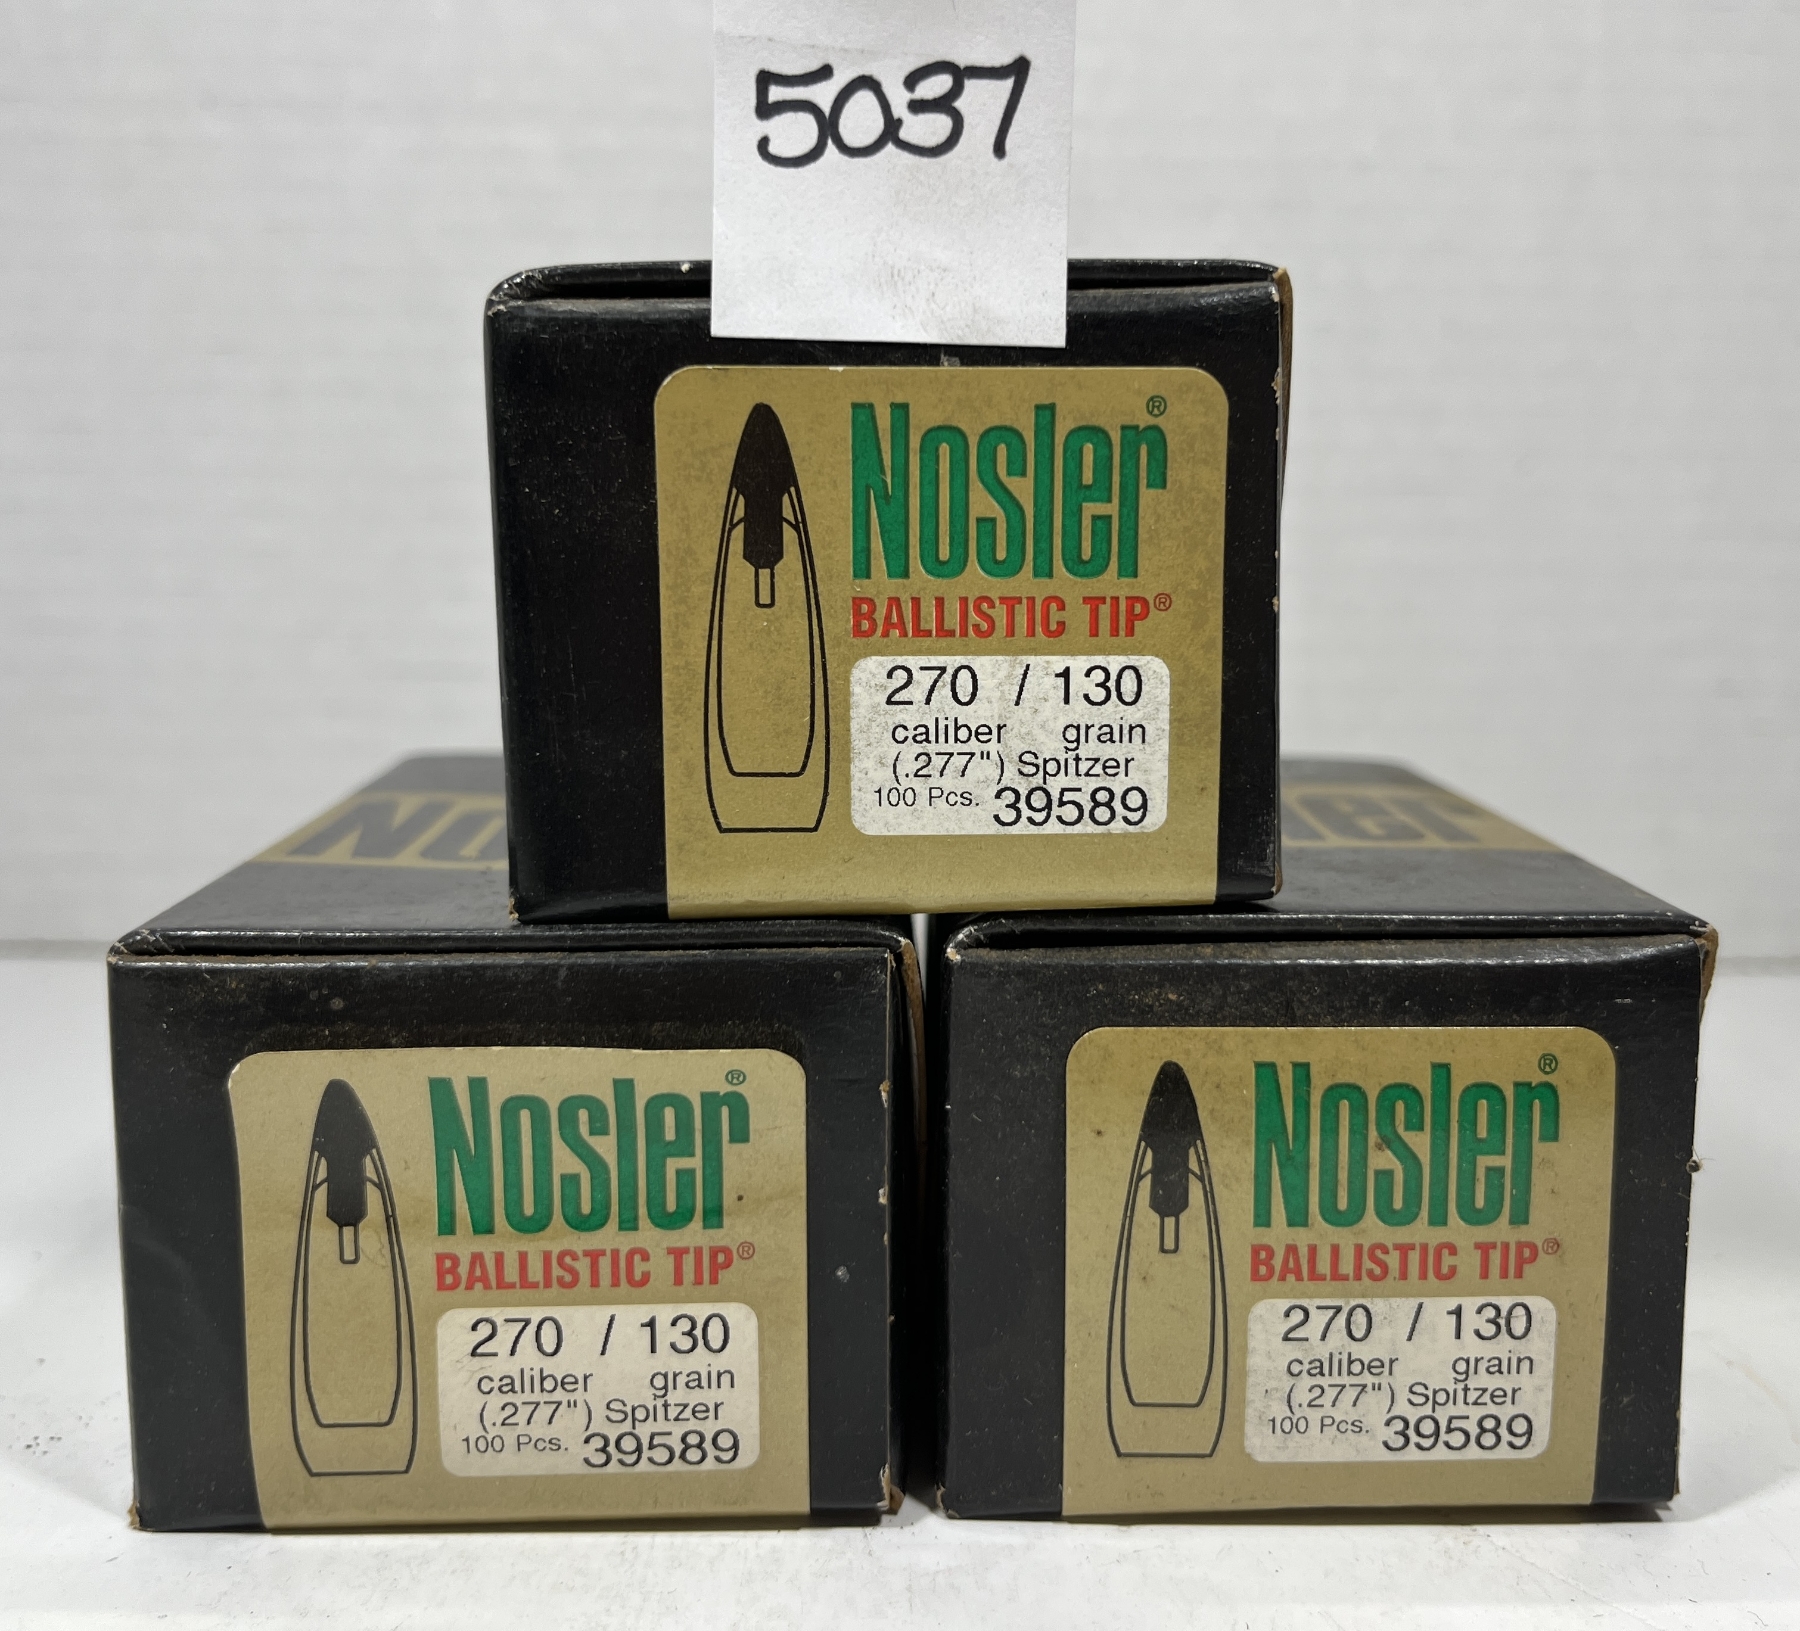 5037
Nosler®
BALLISTIC TIP®
270 / 130
caliber grain
(.277") Spitzer
100 Pcs. 39589
Nosler®
BALLISTIC TIP®
270 / 130
caliber grain
(.277") Spitzer
100 Pcs. 39589
Nosler®
BALLISTIC TIP®
270 / 130
caliber grain
(.277") Spitzer
100 Pcs. 39589